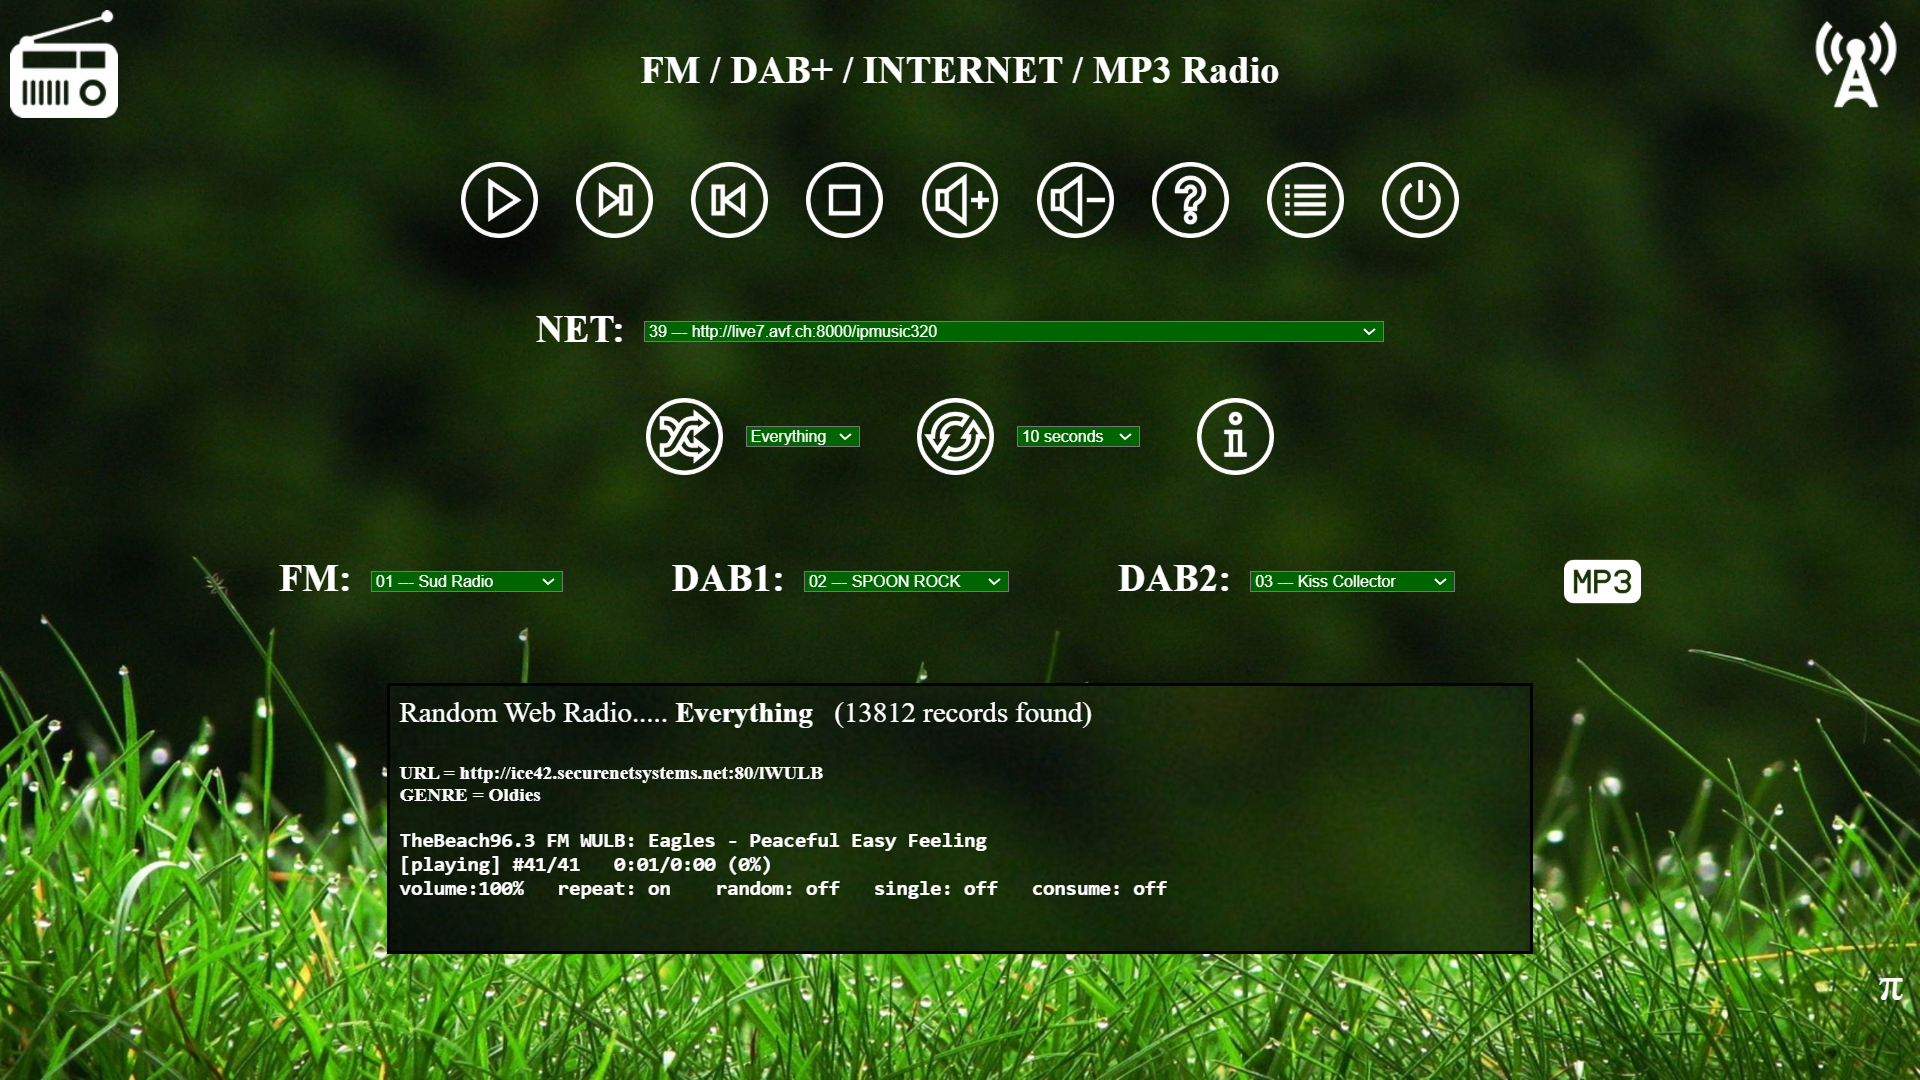 FM / DAB+ / INTERNET / MP3 Radio
NET: 39 --- http://live7.avf.ch:8000/ipmusic320
Everything 10 seconds
FM: 01 --- Sud Radio DAB1: 02 --- SPOON ROCK DAB2: 03 --- Kiss Collector MP3
Random Web Radio..... Everything (13812 records found)
URL = http://ice42.securenetsystems.net:80/lWULB
GENRE = Oldies
TheBeach96.3 FM WULB: Eagles - Peaceful Easy Feeling
[playing] #41/41 0:01/0:00 (0%)
volume:100% repeat: on random: off single: off consume: off
π